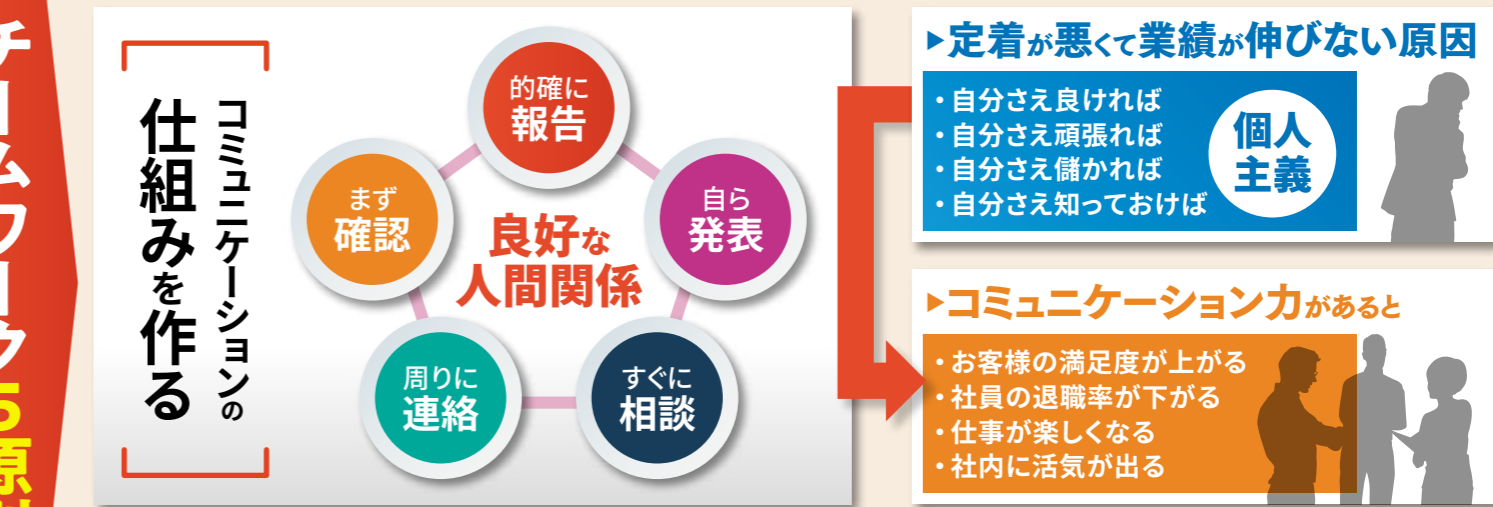 チームワーク5原
コミュニケーションの
仕組みを作る
的確に
報告
自ら
発表
すぐに
相談
周りに
連絡
まず
確認
良好な
人間関係
▶定着が悪くて業績が伸びない原因
・自分さえ良ければ
・自分さえ頑張れば
・自分さえ儲かれば
・自分さえ知っておけば
個人
主義
▶コミュニケーション力があると
・お客様の満足度が上がる
・社員の退職率が下がる
・仕事が楽しくなる
・社内に活気が出る